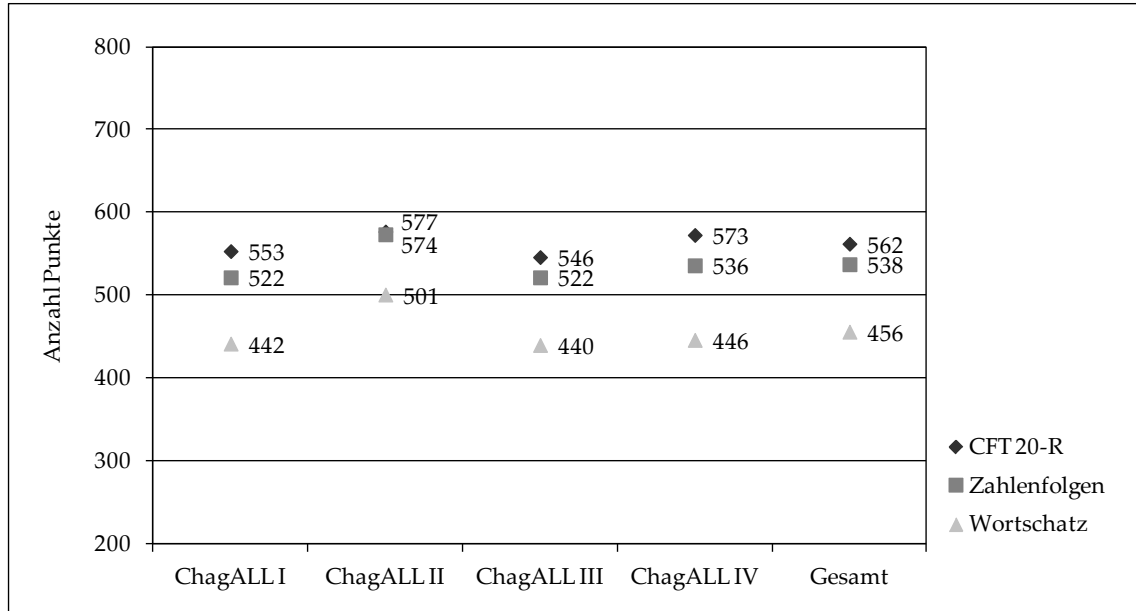 800
700
600
500
400
300
200
Anzahl Punkte
553
522
442
577
574
501
546
522
440
573
536
446
562
538
456
ChagALL I
ChagALL II
ChagALL III
ChagALL IV
Gesamt
CFT 20-R
Zahlenfolgen
Wortschatz